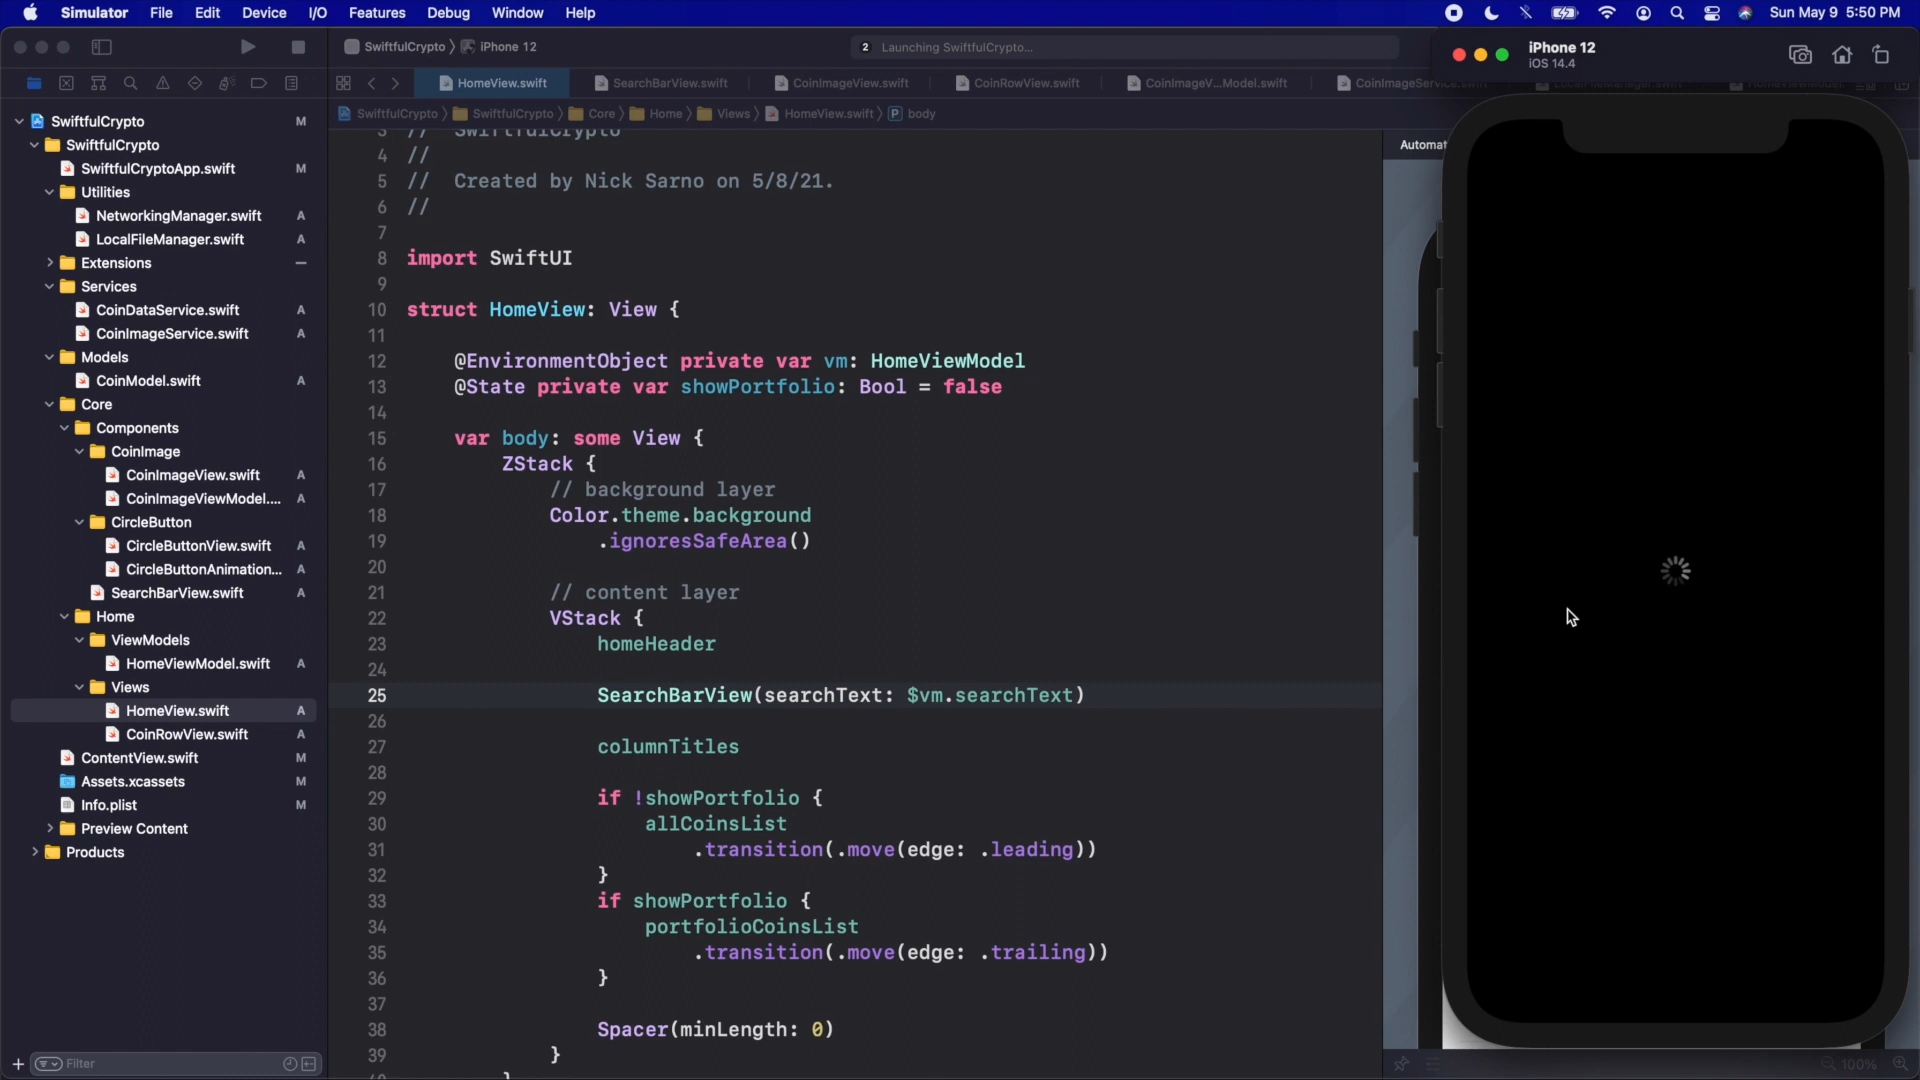 Simulator File Edit Device I/O Features Debug Window Help Sun May 9 5:50 PM
SwiftfulCrypto iPhone 12 2 Launching SwiftfulCrypto...
iPhone 12
iOS 14.4
HomeView.swift SearchBarView.swift CoinImageView.swift CoinRowView.swift CoinImageV...Model.swift CoinImageService.swift
SwiftfulCrypto SwiftfulCrypto Core Home Views HomeView.swift P body
SwiftfulCrypto M
SwiftfulCrypto
SwiftfulCryptoApp.swift M
Utilities
NetworkingManager.swift A
LocalFileManager.swift A
Extensions
Services
CoinDataService.swift A
CoinImageService.swift A
Models
CoinModel.swift A
Core
Components
CoinImage
CoinImageView.swift A
CoinImageViewModel.... A
CircleButton
CircleButtonView.swift A
CircleButtonAnimation... A
SearchBarView.swift A
Home
ViewModels
HomeViewModel.swift A
Views
HomeView.swift A
CoinRowView.swift A
ContentView.swift M
Assets.xcassets M
Info.plist M
Preview Content
Products
Filter
3 // SwiftfulCrypto
4 //
5 // Created by Nick Sarno on 5/8/21.
6 //
7
8 import SwiftUI
9
10 struct HomeView: View {
11
12 @EnvironmentObject private var vm: HomeViewModel
13 @State private var showPortfolio: Bool = false
14
15 var body: some View {
16 ZStack {
17 // background layer
18 Color.theme.background
19 .ignoresSafeArea()
20
21 // content layer
22 VStack {
23 homeHeader
24
25 SearchBarView(searchText: $vm.searchText)
26
27 columnTitles
28
29 if !showPortfolio {
30 allCoinsList
31 .transition(.move(edge: .leading))
32 }
33 if showPortfolio {
34 portfolioCoinsList
35 .transition(.move(edge: .trailing))
36 }
37
38 Spacer(minLength: 0)
39 }
Automat
100%